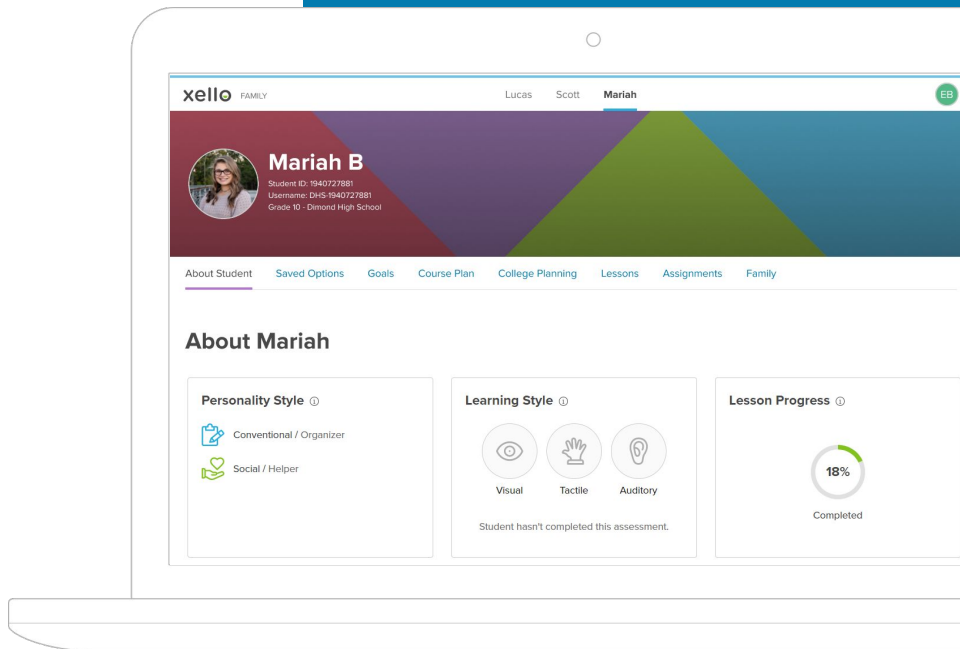 xello FAMILY Lucas Scott Mariah EB
Mariah B
Student ID: 1940727881
Username: DHS-1940727881
Grade 10 - Dimond High School
About Student Saved Options Goals Course Plan College Planning Lessons Assignments Family
About Mariah
Personality Style
Conventional / Organizer
Social / Helper
Learning Style
Visual Tactile Auditory
Student hasn't completed this assessment.
Lesson Progress
18%
Completed